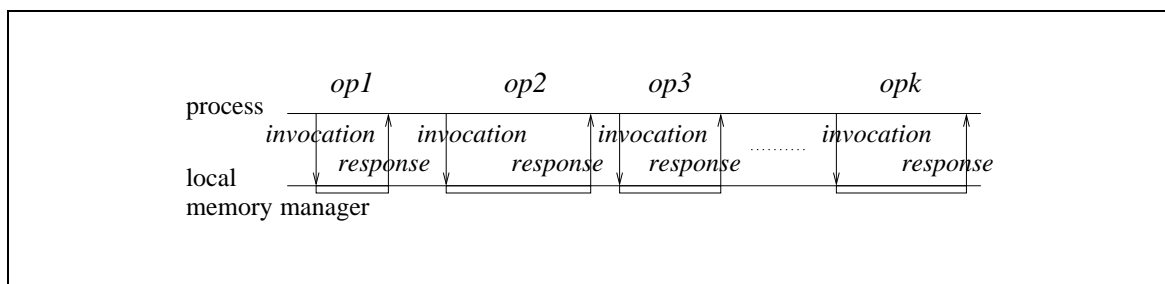 op1 op2 op3 opk
process
invocation invocation invocation invocation
response response response response
local
memory manager